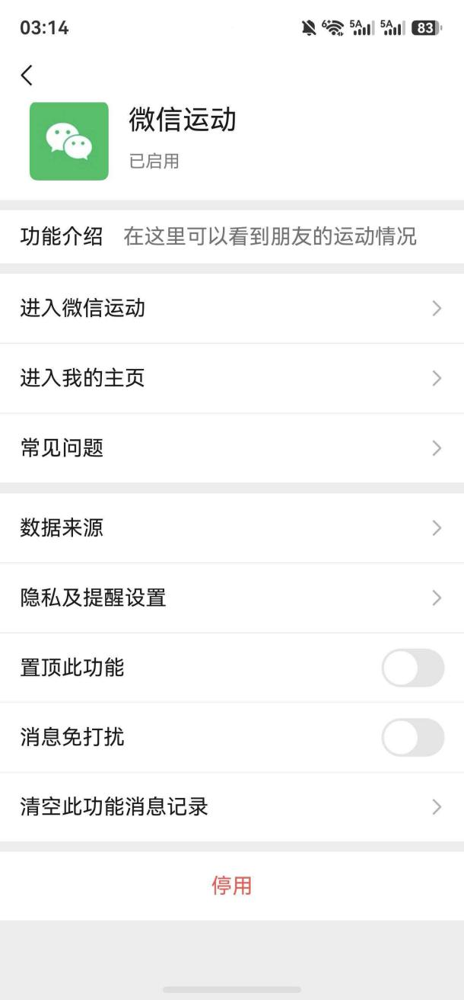 03:14
6+ 5A 5A 83
微信运动
已启用
功能介绍 在这里可以看到朋友的运动情况
进入微信运动
进入我的主页
常见问题
数据来源
隐私及提醒设置
置顶此功能
消息免打扰
清空此功能消息记录
停用